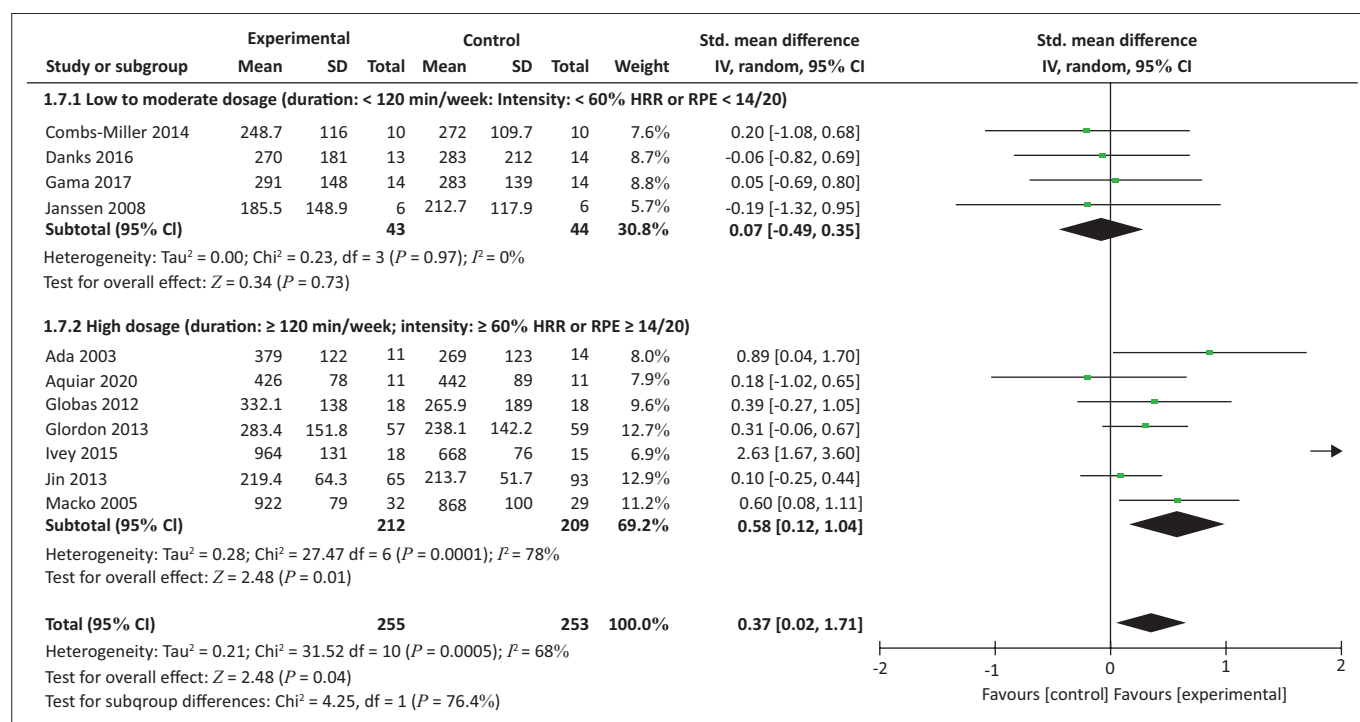 Experimental Control Std. mean difference Std. mean difference
Study or subgroup Mean SD Total Mean SD Total Weight IV, random, 95% CI IV, random, 95% CI
1.7.1 Low to moderate dosage (duration: < 120 min/week: Intensity: < 60% HRR or RPE < 14/20)
Combs-Miller 2014 248.7 116 10 272 109.7 10 7.6% 0.20 [-1.08, 0.68]
Danks 2016 270 181 13 283 212 14 8.7% -0.06 [-0.82, 0.69]
Gama 2017 291 148 14 283 139 14 8.8% 0.05 [-0.69, 0.80]
Janssen 2008 185.5 148.9 6 212.7 117.9 6 5.7% -0.19 [-1.32, 0.95]
Subtotal (95% CI) 43 44 30.8% 0.07 [-0.49, 0.35]
Heterogeneity: Tau² = 0.00; Chi² = 0.23, df = 3 (P = 0.97); I² = 0%
Test for overall effect: Z = 0.34 (P = 0.73)
1.7.2 High dosage (duration: ≥ 120 min/week; intensity: ≥ 60% HRR or RPE ≥ 14/20)
Ada 2003 379 122 11 269 123 14 8.0% 0.89 [0.04, 1.70]
Aquiar 2020 426 78 11 442 89 11 7.9% 0.18 [-1.02, 0.65]
Globas 2012 332.1 138 18 265.9 189 18 9.6% 0.39 [-0.27, 1.05]
Glordon 2013 283.4 151.8 57 238.1 142.2 59 12.7% 0.31 [-0.06, 0.67]
Ivey 2015 964 131 18 668 76 15 6.9% 2.63 [1.67, 3.60]
Jin 2013 219.4 64.3 65 213.7 51.7 93 12.9% 0.10 [-0.25, 0.44]
Macko 2005 922 79 32 868 100 29 11.2% 0.60 [0.08, 1.11]
Subtotal (95% CI) 212 209 69.2% 0.58 [0.12, 1.04]
Heterogeneity: Tau² = 0.28; Chi² = 27.47 df = 6 (P = 0.0001); I² = 78%
Test for overall effect: Z = 2.48 (P = 0.01)
Total (95% CI) 255 253 100.0% 0.37 [0.02, 1.71]
Heterogeneity: Tau² = 0.21; Chi² = 31.52 df = 10 (P = 0.0005); I² = 68%
Test for overall effect: Z = 2.48 (P = 0.04)
Test for subqroup differences: Chi² = 4.25, df = 1 (P = 76.4%)
-2 -1 0 1 2
Favours [control] Favours [experimental]